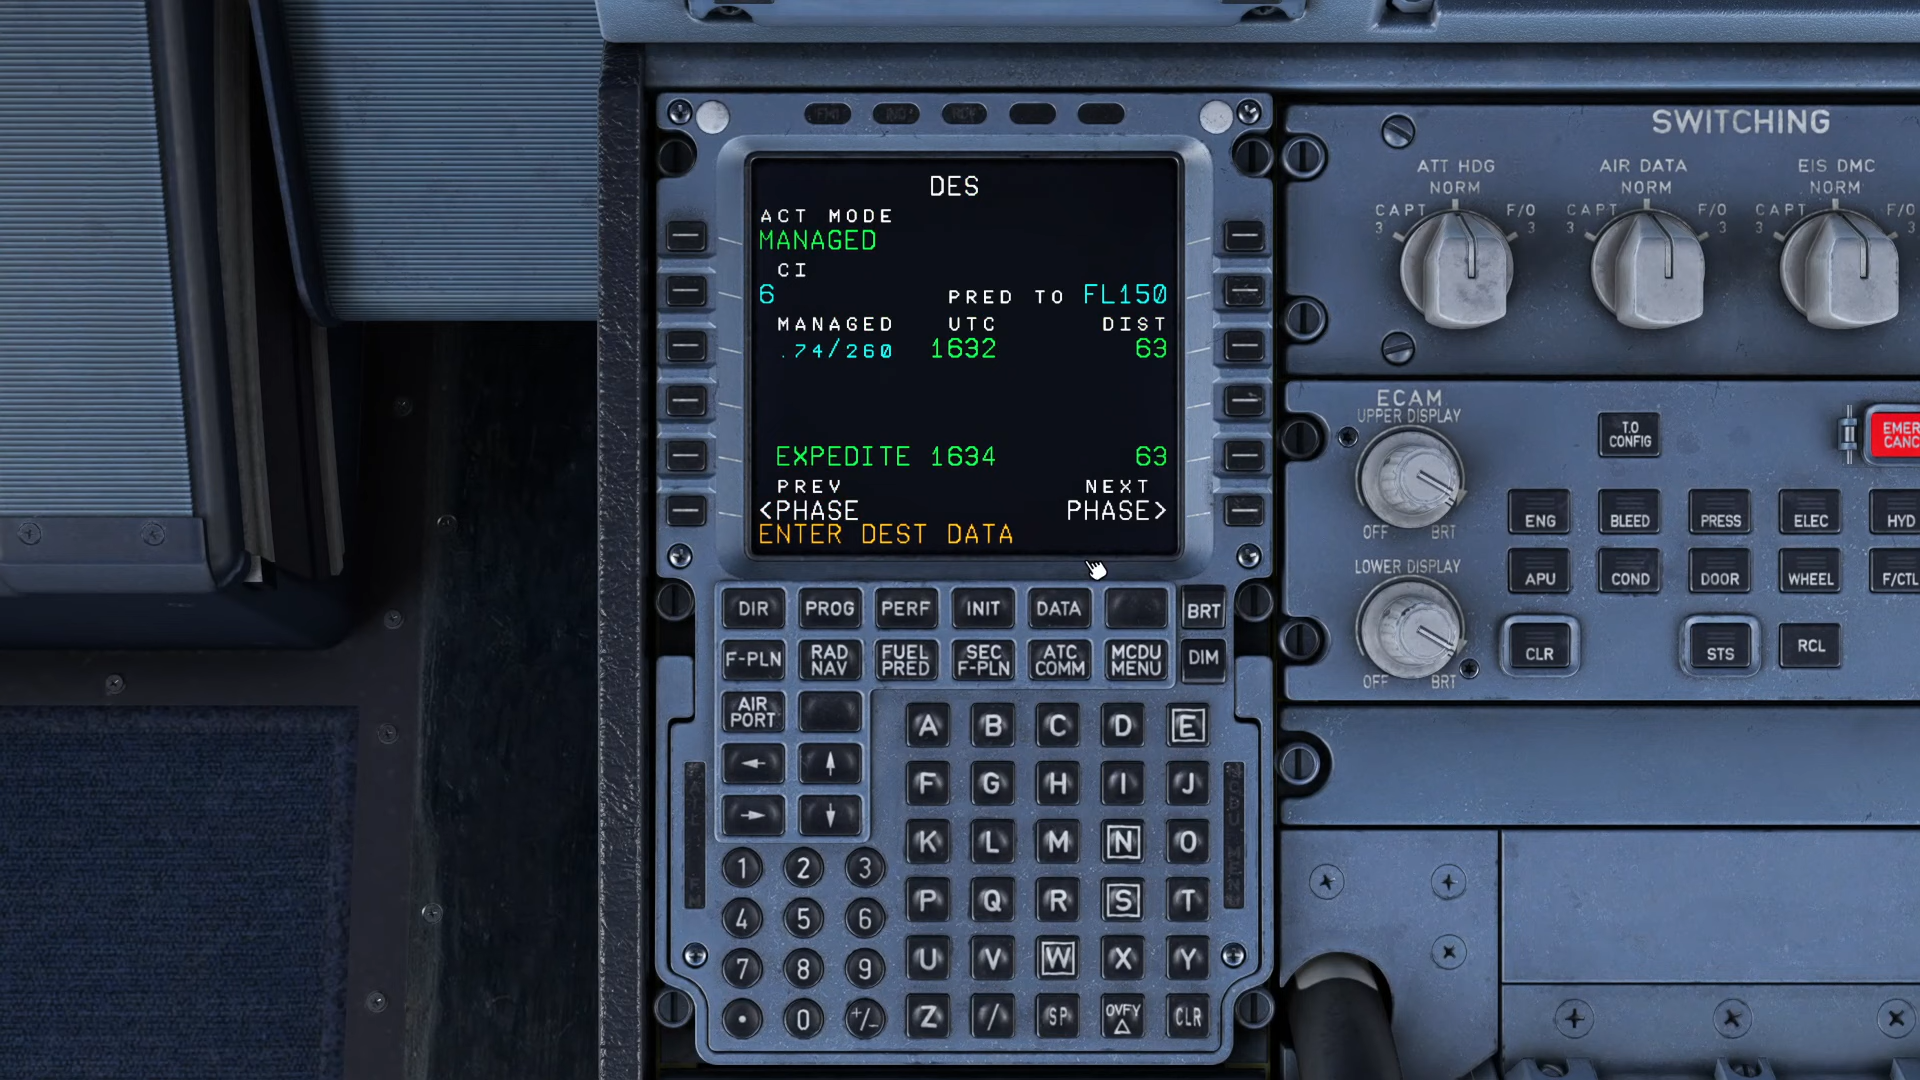 DES
ACT MODE
MANAGED
CI
6 PRED TO FL150
MANAGED UTC DIST
.74/260 1632 63
EXPEDITE 1634 63
PREV NEXT
<PHASE PHASE>
ENTER DEST DATA
DIR PROG PERF INIT DATA BRT
F-PLN RAD NAV FUEL PRED SEC F-PLN ATC COMM MCDU MENU DIM
AIR PORT
← ↑
→ ↓
A B C D E
F G H I J
K L M N O
P Q R S T
U V W X Y
Z / SP OVFY △ CLR
1 2 3
4 5 6
7 8 9
. 0 +/-
SWITCHING
ATT HDG AIR DATA EIS DMC
NORM NORM NORM
CAPT F/O CAPT F/O CAPT F/O
3 3 3 3 3
ECAM
UPPER DISPLAY
OFF BRT
LOWER DISPLAY
OFF BRT
T.O CONFIG
EMER CANC
ENG BLEED PRESS ELEC HYD
APU COND DOOR WHEEL F/CTL
CLR STS RCL